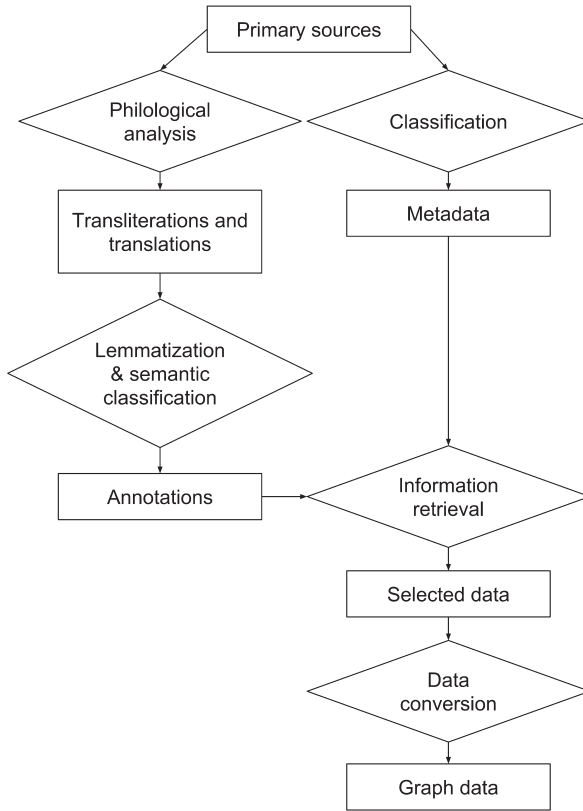 Primary sources
Philological
analysis
Classification
Transliterations and
translations
Metadata
Lemmatization
& semantic
classification
Annotations
Information
retrieval
Selected data
Data
conversion
Graph data